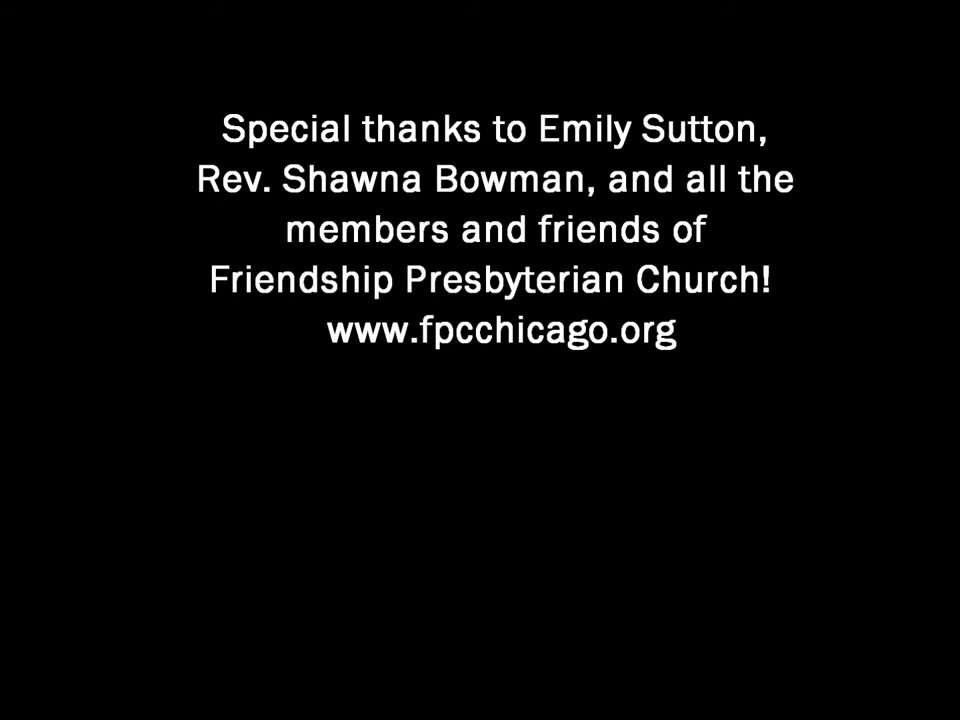 Special thanks to Emily Sutton,
Rev. Shawna Bowman, and all the
members and friends of
Friendship Presbyterian Church!
www.fpcchicago.org